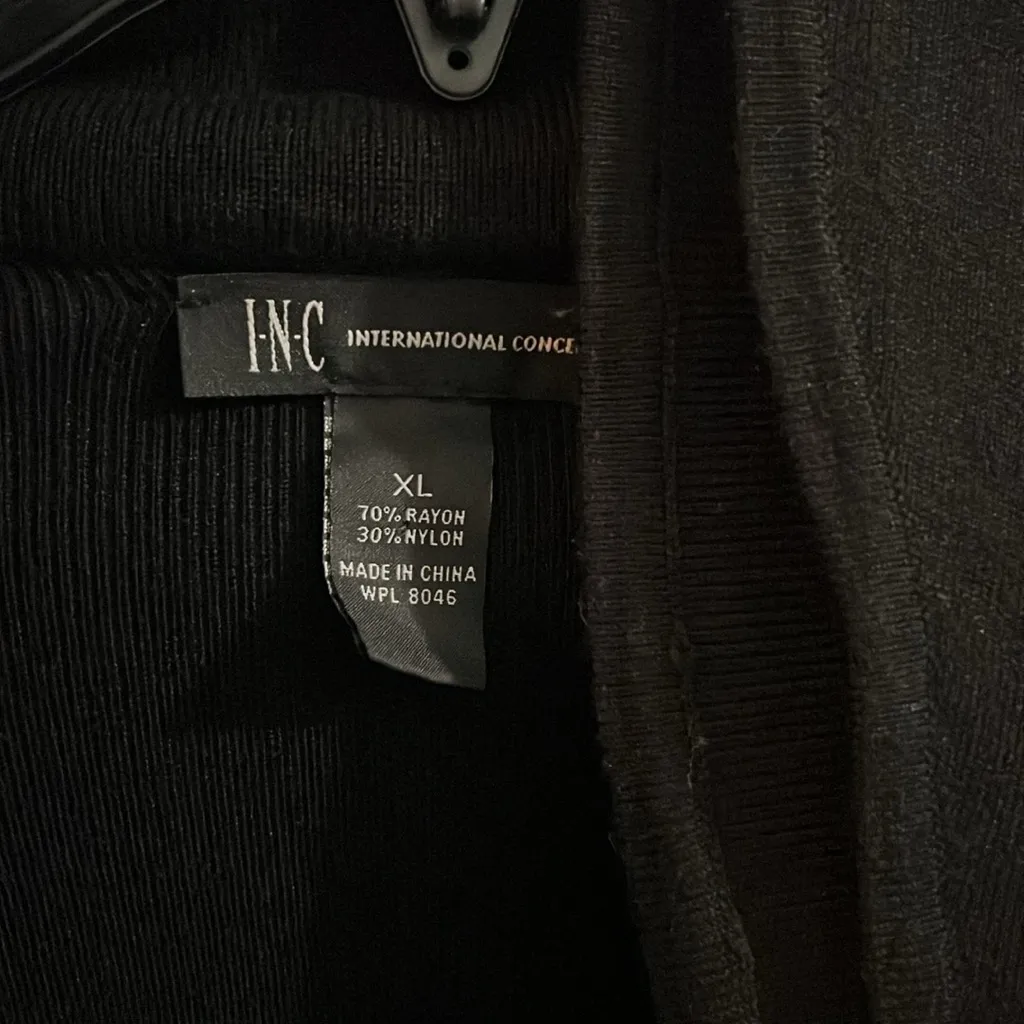 I·N·C INTERNATIONAL CONCE
XL
70% RAYON
30% NYLON
MADE IN CHINA
WPL 8046